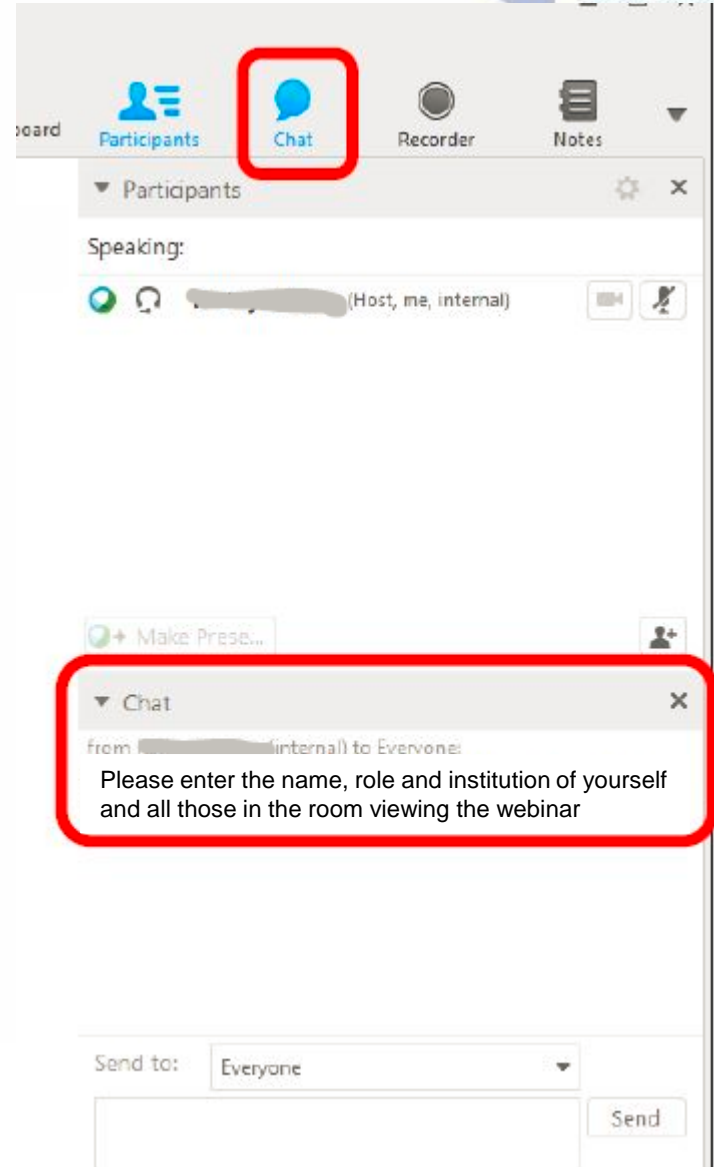 Participants Chat Recorder Notes
Participants
Speaking:
(Host, me, internal)
Make Prese...
Chat
from (internal) to Everyone:
Please enter the name, role and institution of yourself
and all those in the room viewing the webinar
Send to: Everyone
Send